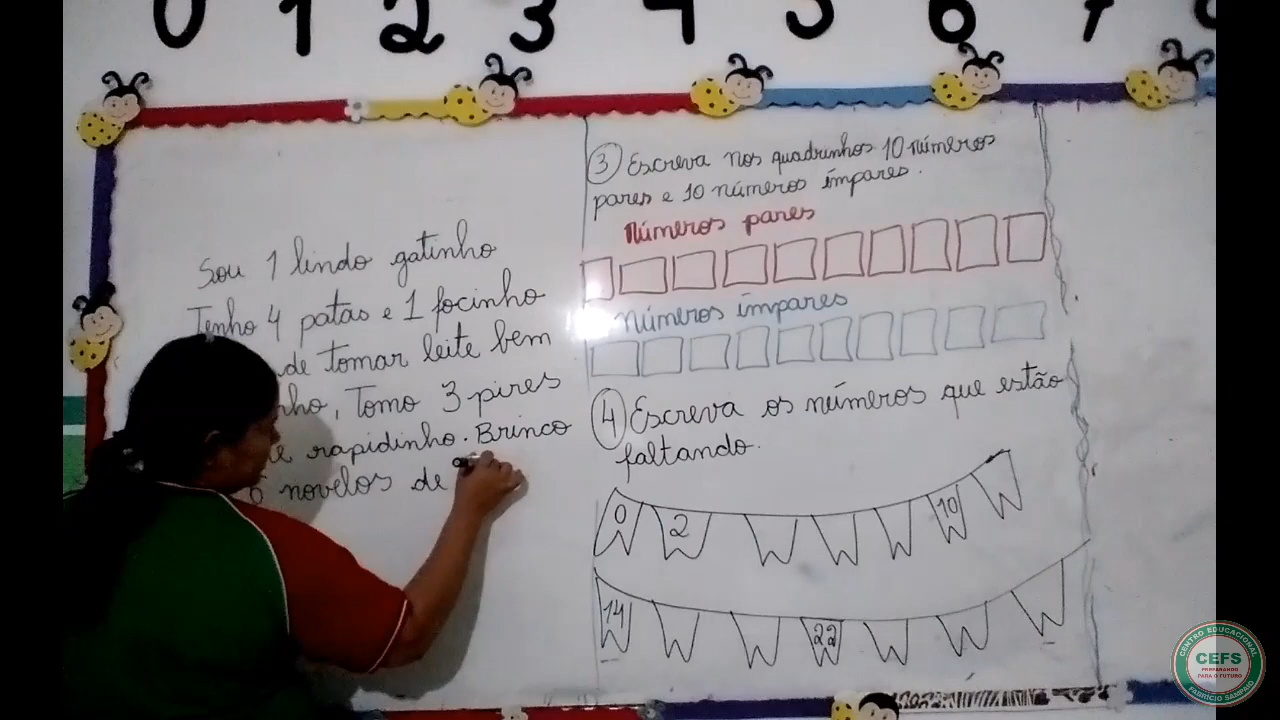 0 1 2 3 4 5 6 7
Sou 1 lindo gatinho
Tenho 4 patas e 1 focinho
de tomar leite bem
nho, Tomo 3 pires
e rapidinho. Brinco
6 novelos de
3 Escreva nos quadrinhos 10 números
pares e 10 números ímpares.
Números pares
Números ímpares
4 Escreva os números que estão
faltando.
0 2 10
14 22
CENTRO EDUCACIONAL
CEFS
PREPARANDO
PARA O FUTURO
FABRÍCIO SAMPAIO